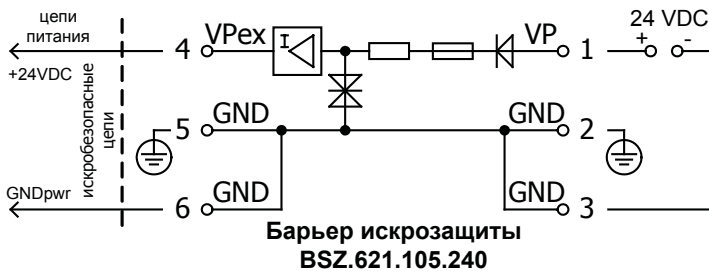 цепи
питания
+24VDC
4 VPex
I
VP 1
24 VDC
+ -
искробезопасные
цепи
5 GND
GND 2
GNDpwr
6 GND
GND 3
Барьер искрозащиты
BSZ.621.105.240